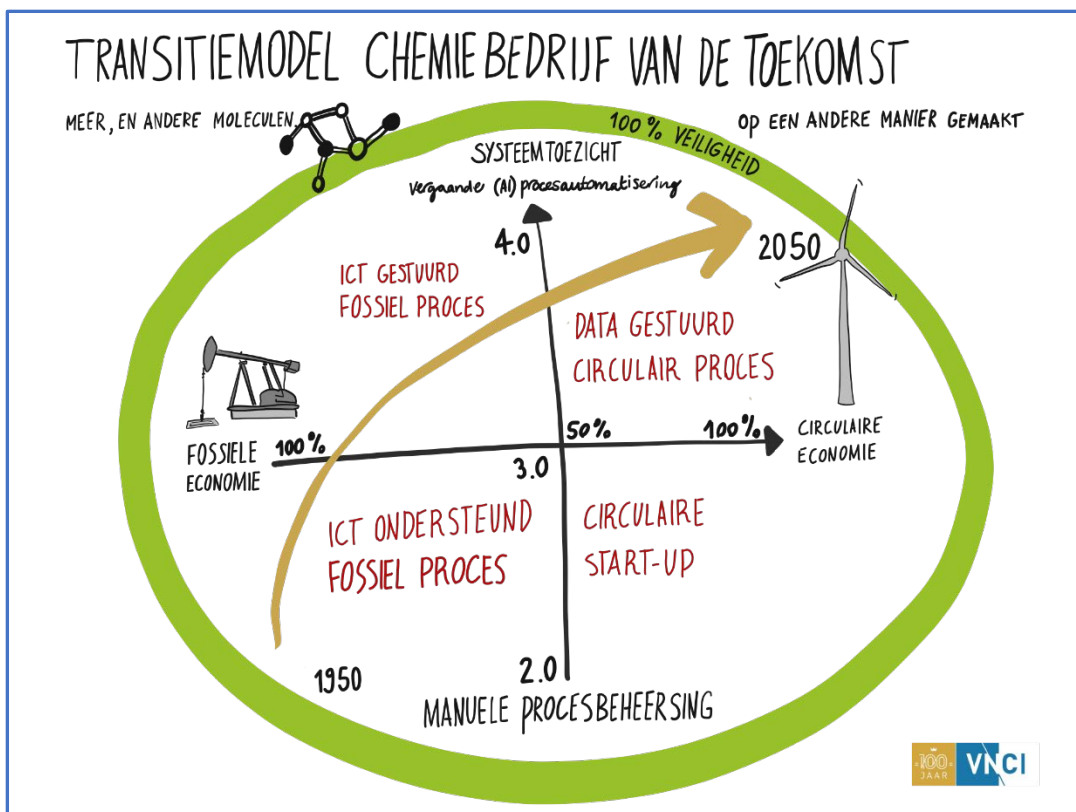 TRANSITIEMODEL CHEMIEBEDRIJF VAN DE TOEKOMST
MEER, EN ANDERE MOLECULEN
OP EEN ANDERE MANIER GEMAAKT
100% VEILIGHEID
SYSTEEMTOEZICHT
Vergaande (AI) procesautomatisering
4.0
2050
ICT GESTUURD
FOSSIEL PROCES
DATA GESTUURD
CIRCULAIR PROCES
FOSSIELE
ECONOMIE
100%
50%
100%
CIRCULAIRE
ECONOMIE
3.0
ICT ONDERSTEUND
FOSSIEL PROCES
CIRCULAIRE
START-UP
1950
2.0
MANUELE PROCESBEHEERSING
100
JAAR
VNCI